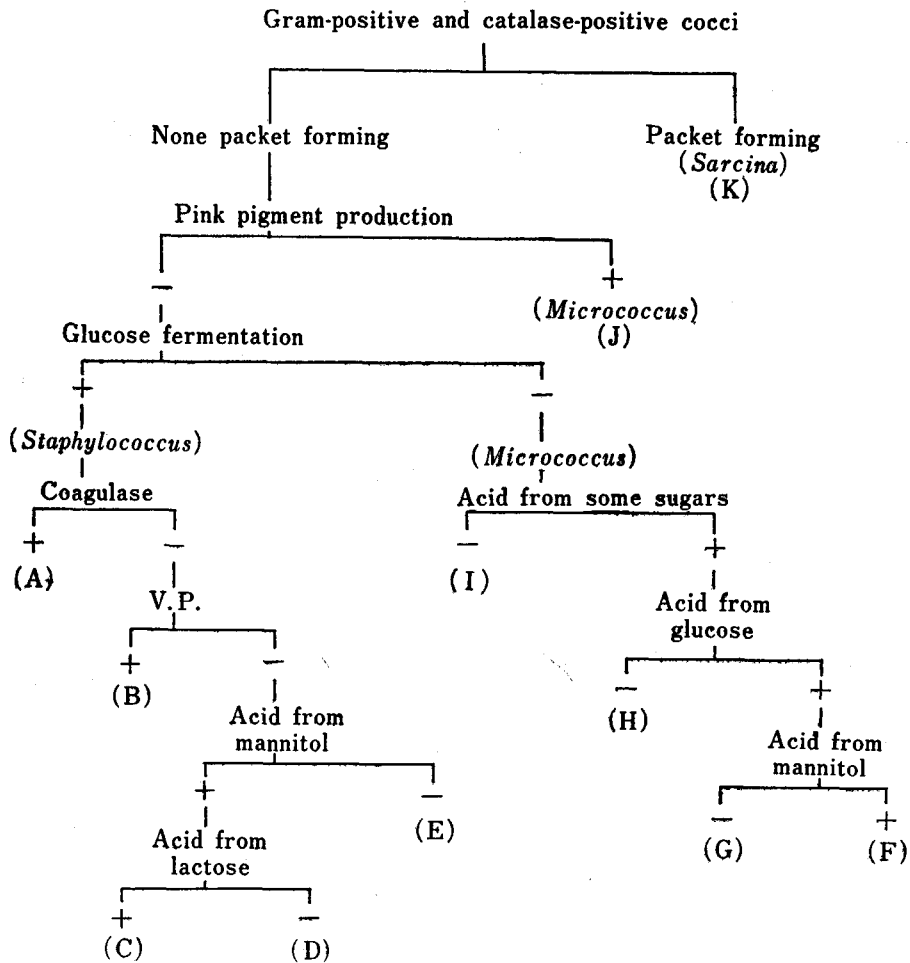 Gram-positive and catalase-positive cocci
None packet forming
Packet forming
(Sarcina)
(K)
Pink pigment production
−
+
(Micrococcus)
(J)
Glucose fermentation
+
−
(Staphylococcus)
(Micrococcus)
Coagulase
Acid from some sugars
+
−
−
+
(A)
(I)
V.P.
Acid from
glucose
+
−
−
+
(B)
(H)
Acid from
mannitol
Acid from
mannitol
+
−
−
+
(E)
(G)
(F)
Acid from
lactose
+
−
(C)
(D)